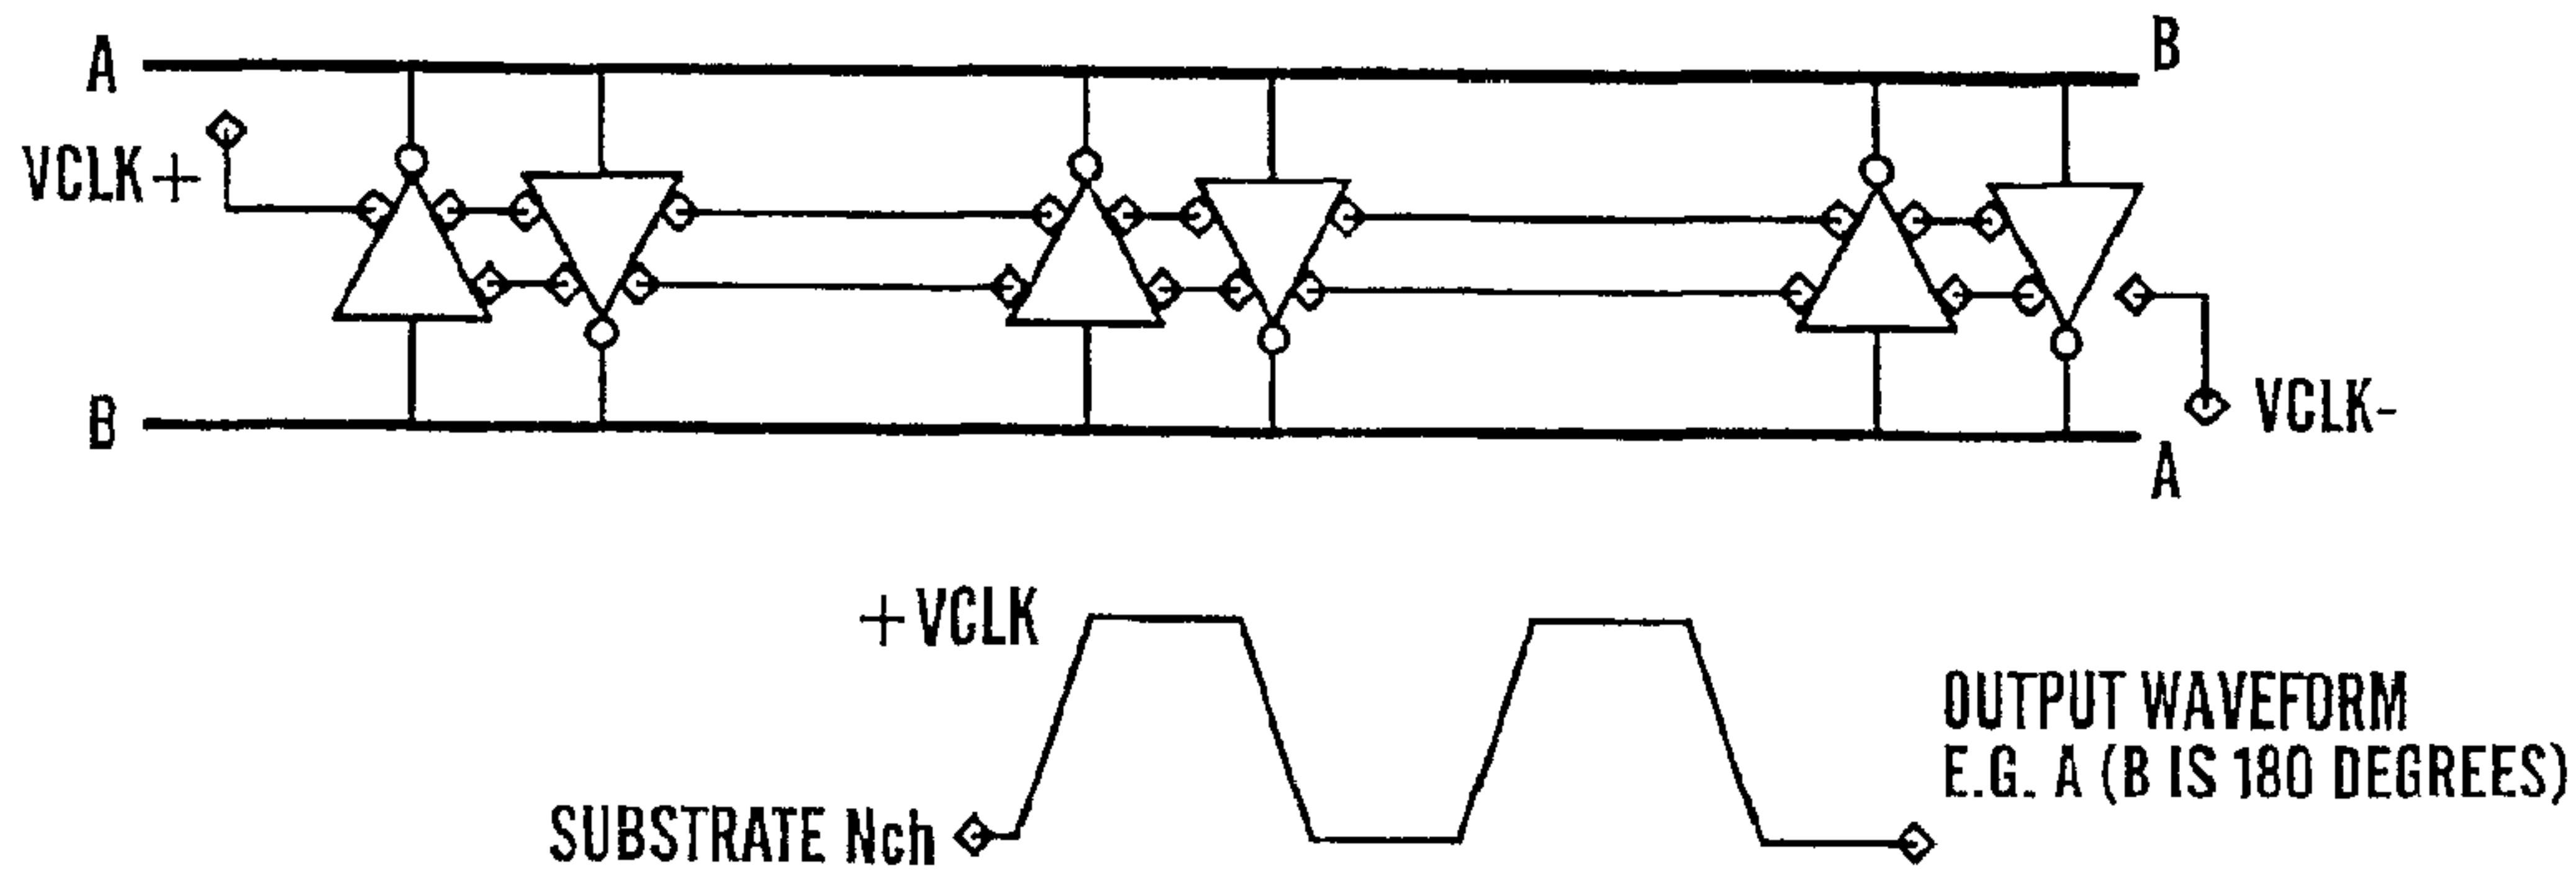 A
B
VCLK+
B
VCLK-
A
+VCLK
SUBSTRATE Nch
OUTPUT WAVEFORM
E.G. A (B IS 180 DEGREES)